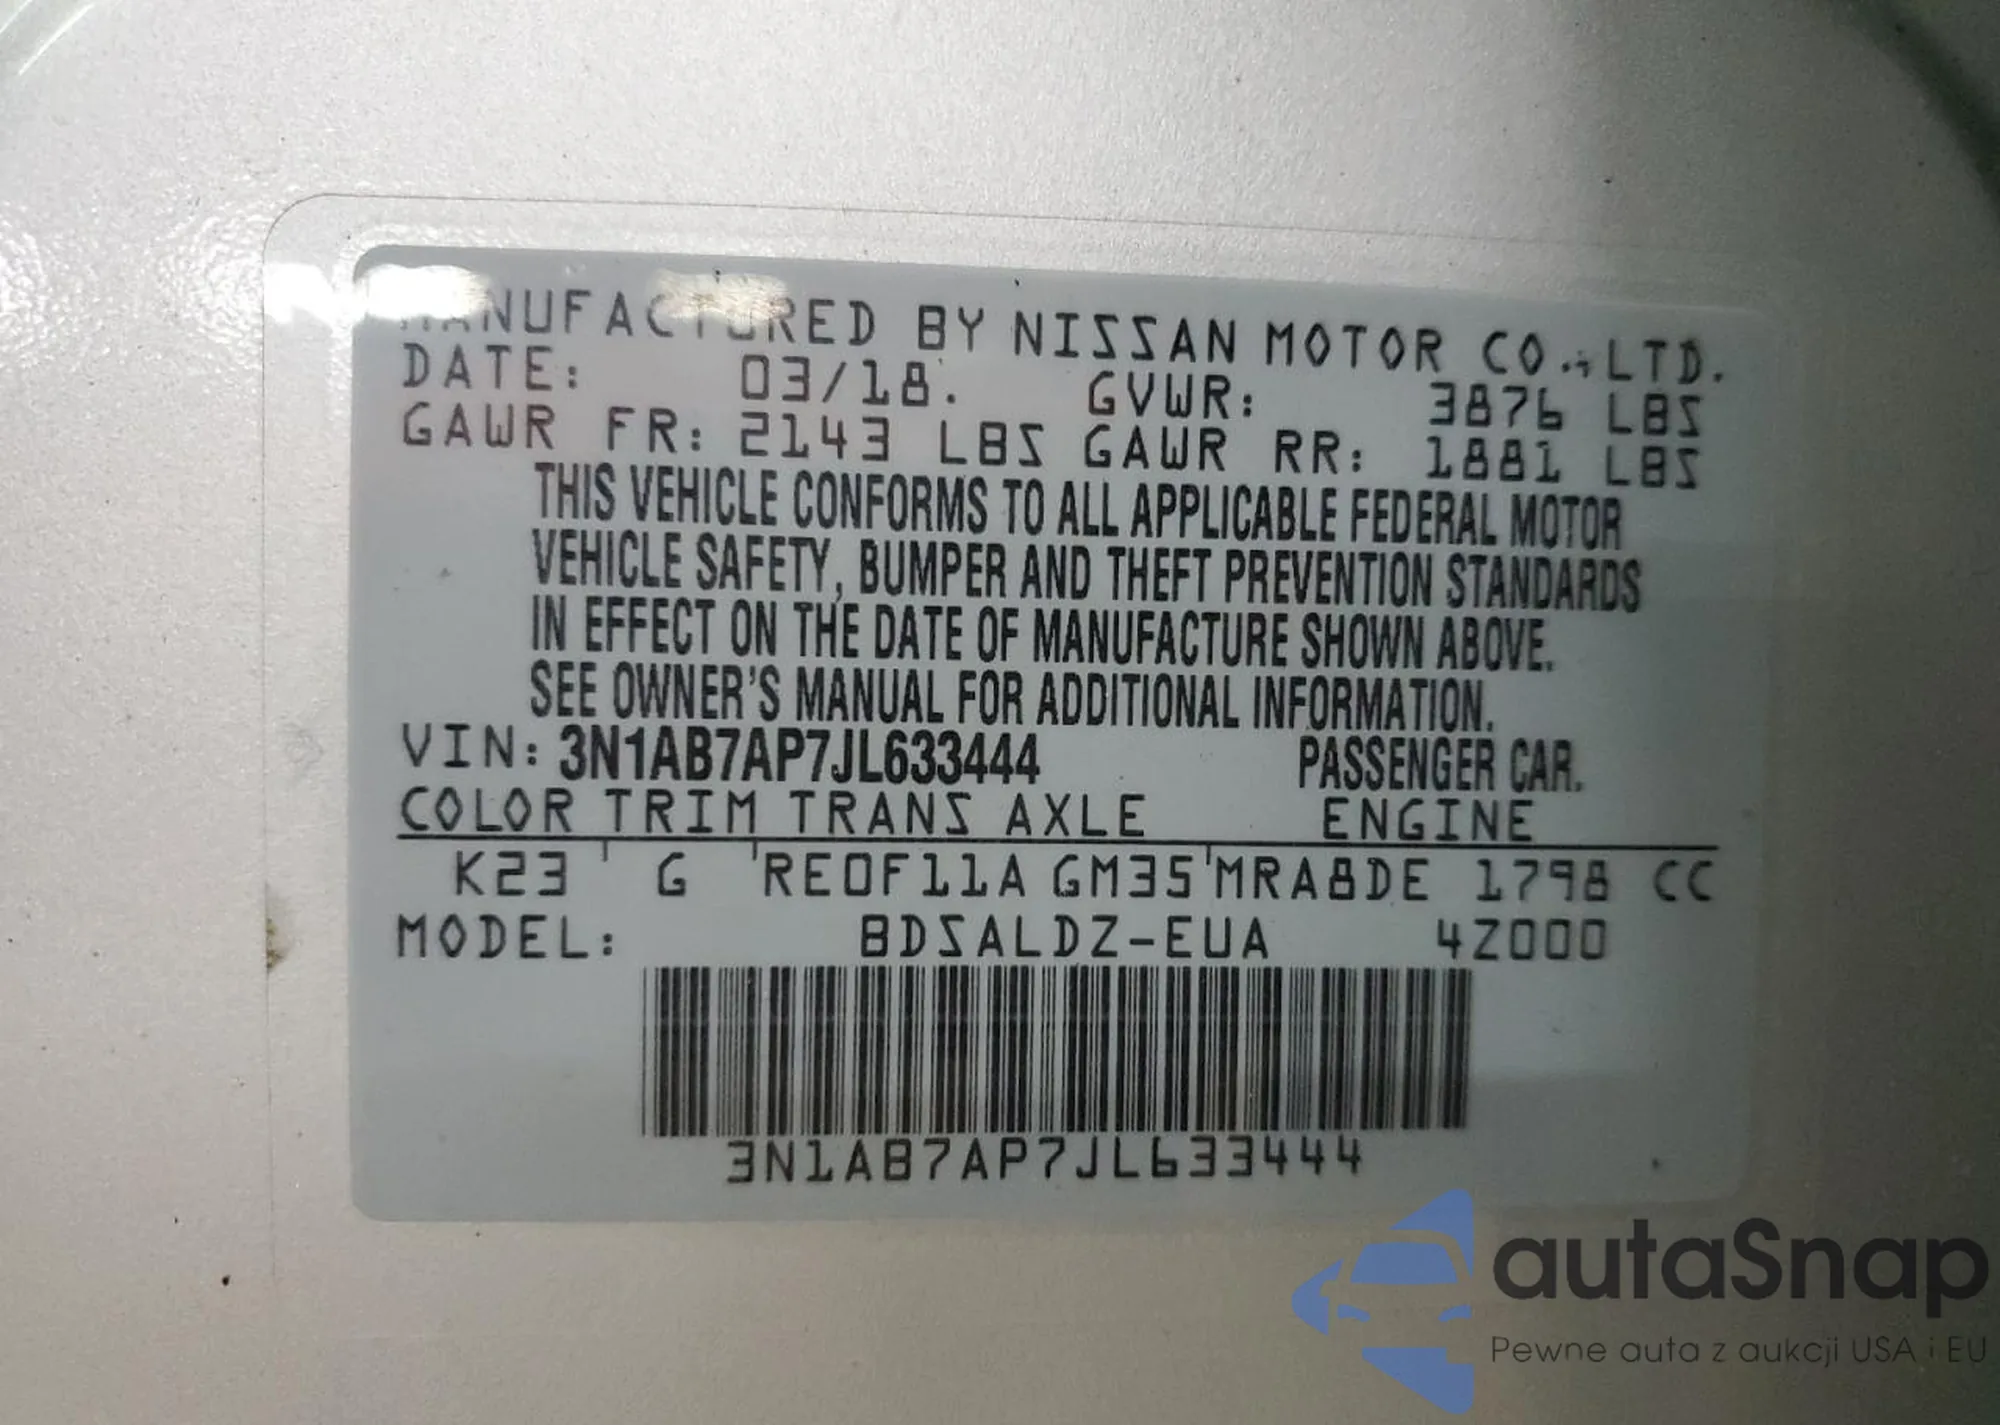 MANUFACTURED BY NISSAN MOTOR CO., LTD.
DATE: 03/18. GVWR: 3876 LBS
GAWR FR: 2143 LBS GAWR RR: 1881 LBS
THIS VEHICLE CONFORMS TO ALL APPLICABLE FEDERAL MOTOR
VEHICLE SAFETY, BUMPER AND THEFT PREVENTION STANDARDS
IN EFFECT ON THE DATE OF MANUFACTURE SHOWN ABOVE.
SEE OWNER'S MANUAL FOR ADDITIONAL INFORMATION.
VIN: 3N1AB7AP7JL633444 PASSENGER CAR.
COLOR TRIM TRANS AXLE ENGINE
K23 G RE0F11A GM35 MRA8DE 1798 CC
MODEL: BDSALDZ-EUA 4Z000
3N1AB7AP7JL633444
autaSnap
Pewne auta z aukcji USA i EU